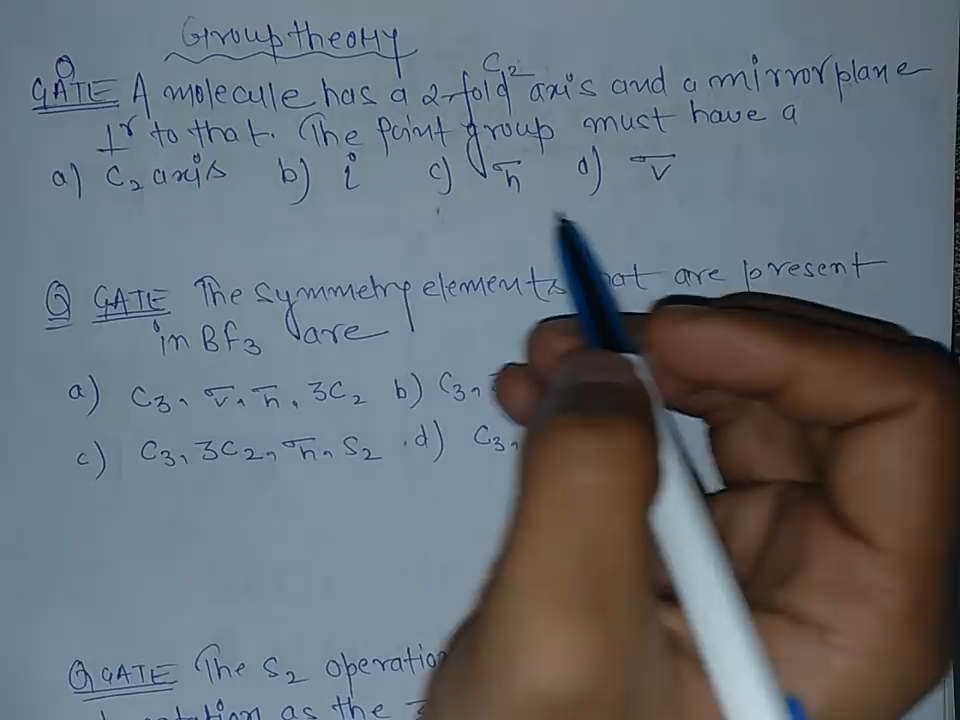 Group theory
Q GATE A molecule has a 2-fold C2 axis and a mirror plane
⊥r to that. The point group must have a
a) C2 axis b) i c) σh d) σv
Q GATE The symmetry elements that are present
in BF3 are
a) C3, σv, σh, 3C2 b) C3,
c) C3, 3C2, σh, S2 .d) C3,
Q GATE The S2 operation
as the